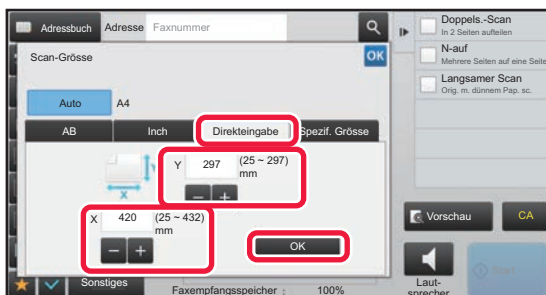 Adressbuch Adresse Faxnummer
Scan-Grösse OK
Auto A4
AB Inch Direkteingabe Spezif. Grösse
Y 297 (25 ~ 297)
mm
X 420 (25 ~ 432)
mm
OK
Sonstiges
Faxempfangsspeicher : 100%
Doppels.-Scan
In 2 Seiten aufteilen
N-auf
Mehrere Seiten auf eine Seite
Langsamer Scan
Orig. m. dünnem Pap. sc.
Vorschau CA
Laut-
sprecher
Start